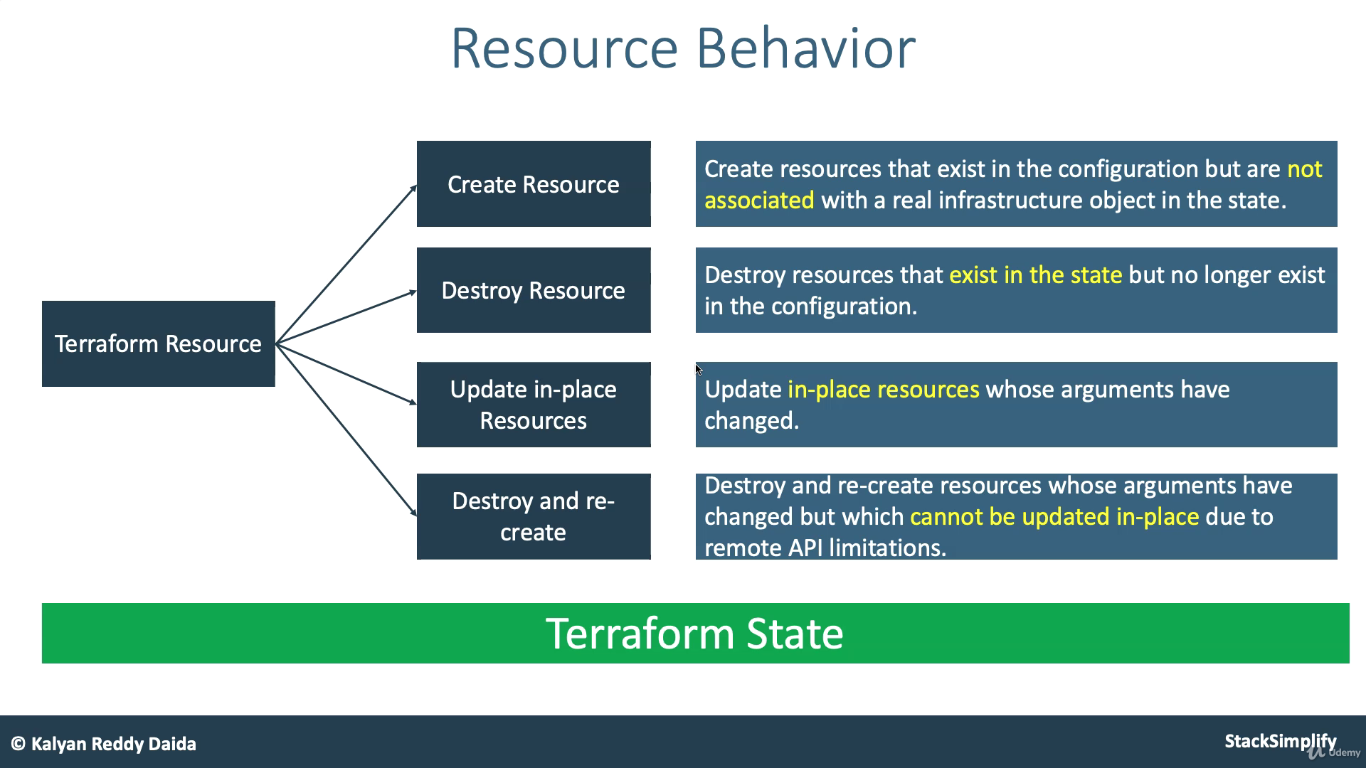 Resource Behavior
Create Resource
Create resources that exist in the configuration but are not
associated with a real infrastructure object in the state.
Destroy Resource
Destroy resources that exist in the state but no longer exist
in the configuration.
Terraform Resource
Update in-place
Resources
Update in-place resources whose arguments have
changed.
Destroy and re-
create
Destroy and re-create resources whose arguments have
changed but which cannot be updated in-place due to
remote API limitations.
Terraform State
© Kalyan Reddy Daida
StackSimplify
Udemy